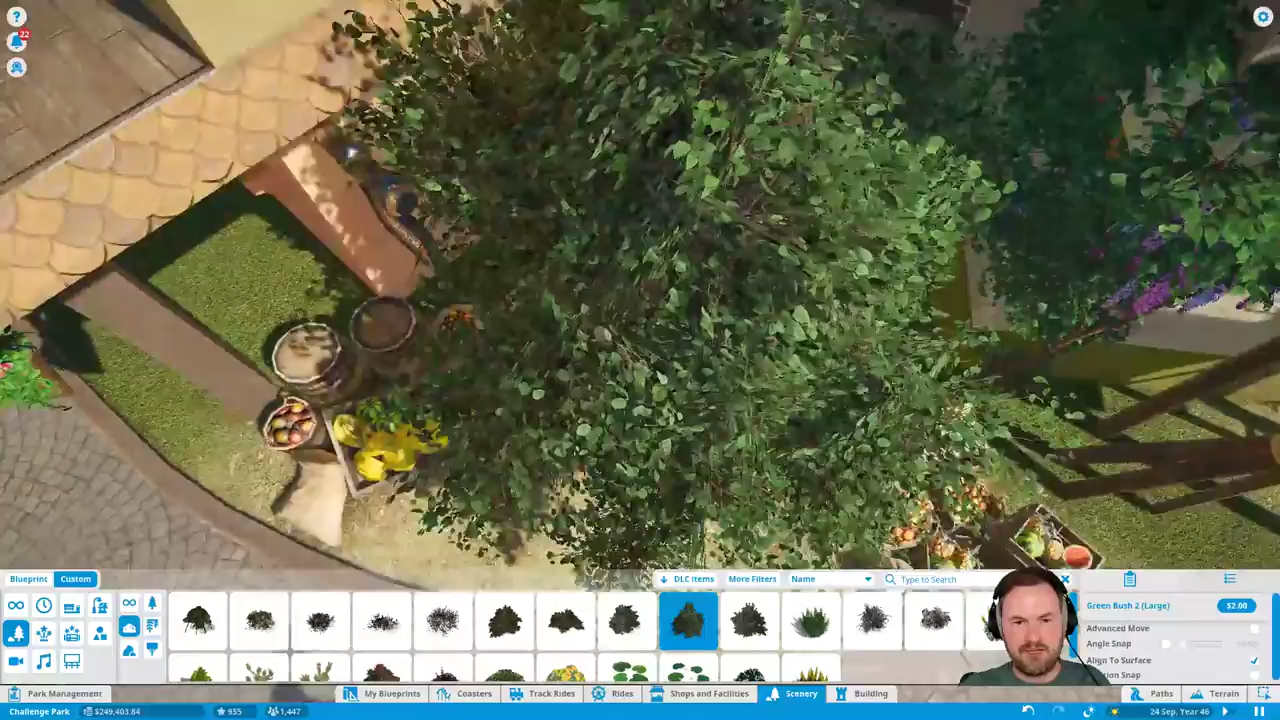 ?
22
Blueprint
Custom
DLC Items
More Filters
Name
Type to Search
Green Bush 2 (Large)
$2.00
Advanced Move
Angle Snap
Align To Surface
Park Management
My Blueprints
Coasters
Track Rides
Rides
Shops and Facilities
Scenery
Building
Paths
Terrain
Challenge Park
$249,403.84
955
1,447
24 Sep, Year 46